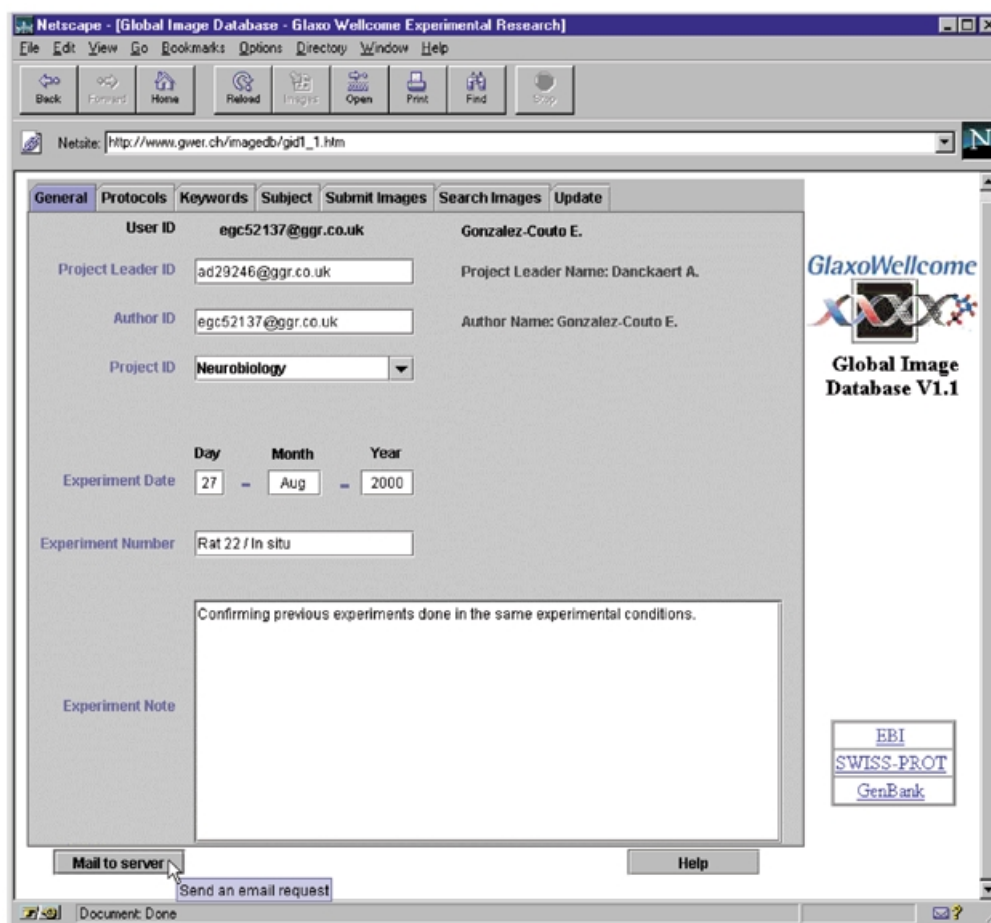 Netscape - [Global Image Database - Glaxo Wellcome Experimental Research]
File Edit View Go Bookmarks Options Directory Window Help
Back Forward Home Reload Images Open Print Find Stop
Netsite: http://www.gwer.ch/imagedb/gid1_1.htm
N
General Protocols Keywords Subject Submit Images Search Images Update
User ID egc52137@ggr.co.uk Gonzalez-Couto E.
Project Leader ID ad29246@ggr.co.uk Project Leader Name: Danckaert A.
Author ID egc52137@ggr.co.uk Author Name: Gonzalez-Couto E.
Project ID Neurobiology
GlaxoWellcome
Global Image
Database V1.1
Day Month Year
Experiment Date 27 - Aug - 2000
Experiment Number Rat 22 / In situ
Experiment Note Confirming previous experiments done in the same experimental conditions.
EBI
SWISS-PROT
GenBank
Mail to server Help
Send an email request
Document: Done